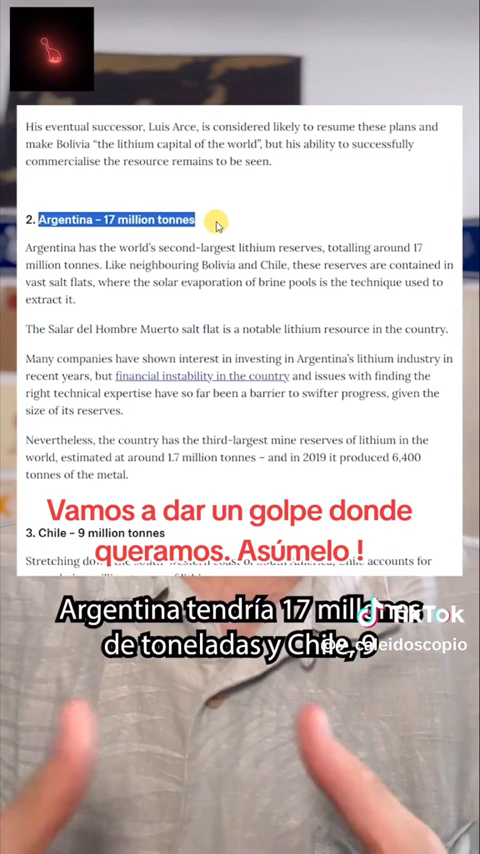 His eventual successor, Luis Arce, is considered likely to resume these plans and
make Bolivia “the lithium capital of the world”, but his ability to successfully
commercialise the resource remains to be seen.
2. Argentina – 17 million tonnes
Argentina has the world’s second-largest lithium reserves, totalling around 17
million tonnes. Like neighbouring Bolivia and Chile, these reserves are contained in
vast salt flats, where the solar evaporation of brine pools is the technique used to
extract it.
The Salar del Hombre Muerto salt flat is a notable lithium resource in the country.
Many companies have shown interest in investing in Argentina’s lithium industry in
recent years, but financial instability in the country and issues with finding the
right technical expertise have so far been a barrier to swifter progress, given the
size of its reserves.
Nevertheless, the country has the third-largest mine reserves of lithium in the
world, estimated at around 1.7 million tonnes – and in 2019 it produced 6,400
tonnes of the metal.
Vamos a dar un golpe donde
3. Chile – 9 million tonnes
queramos. Asúmelo !
Stretching accounts for
Argentina tendría 17 millones
TikTok
de toneladas y Chile, 9